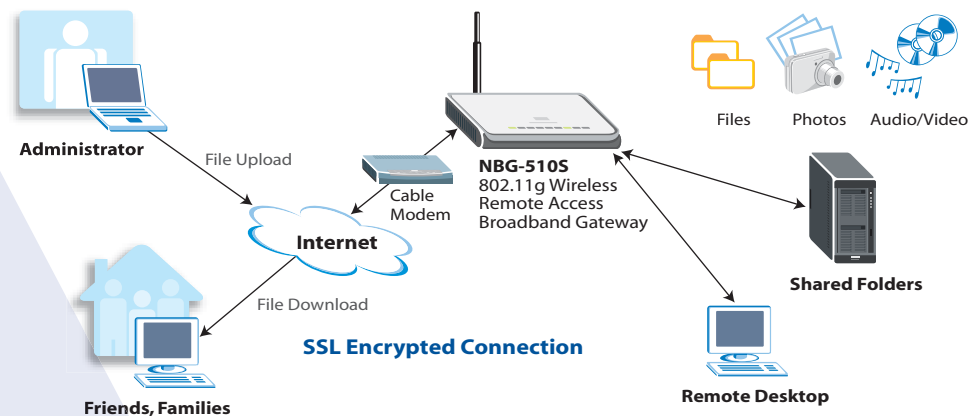 Files
Photos
Audio/Video
Administrator
File Upload
Cable
Modem
NBG-510S
802.11g Wireless
Remote Access
Broadband Gateway
Internet
Shared Folders
File Download
SSL Encrypted Connection
Remote Desktop
Friends, Families